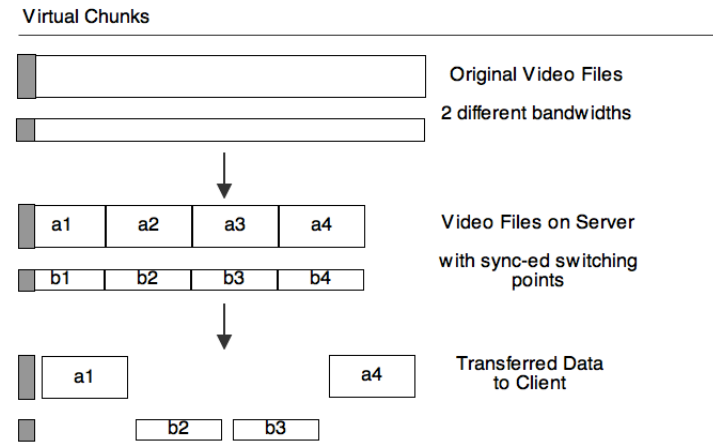 Virtual Chunks
Original Video Files
2 different bandwidths
a1 a2 a3 a4
Video Files on Server
b1 b2 b3 b4
with sync-ed switching
points
a1 a4
Transferred Data
to Client
b2 b3